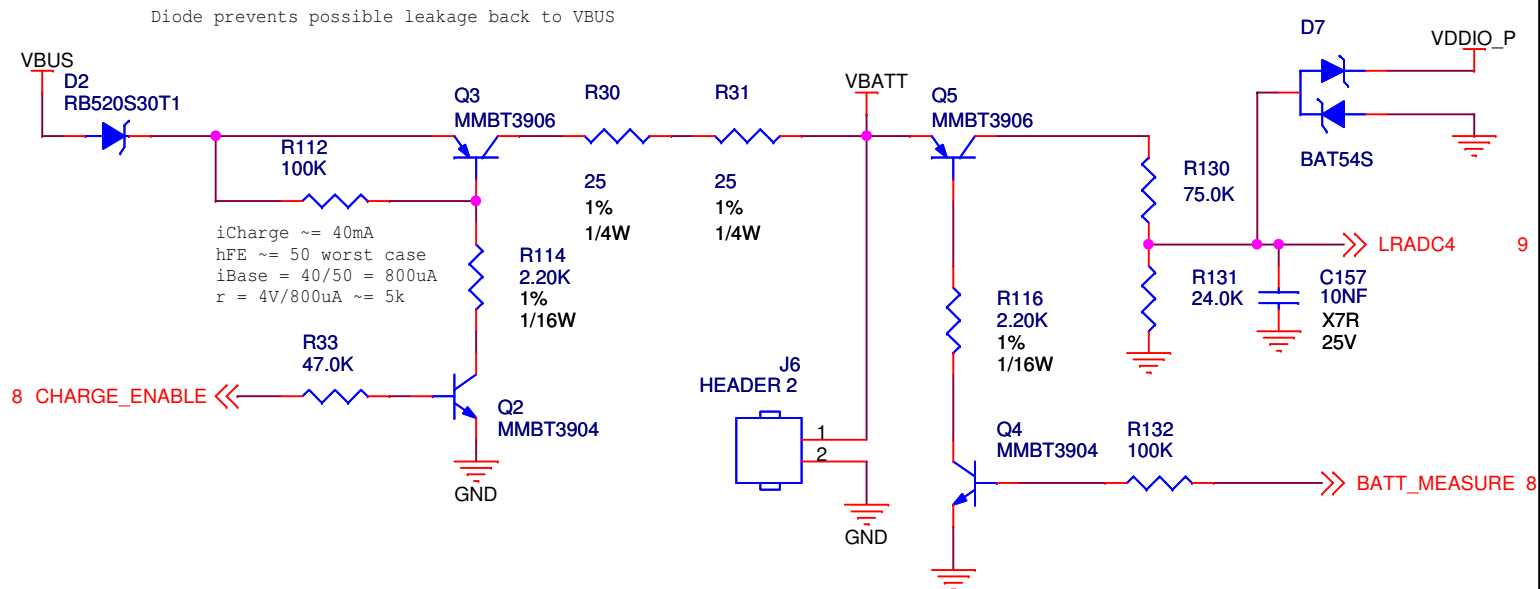 Diode prevents possible leakage back to VBUS
VBUS
D2
RB520S30T1
R112
100K
Q3
MMBT3906
R30
25
1%
1/4W
R31
25
1%
1/4W
VBATT
Q5
MMBT3906
D7
BAT54S
VDDIO_P
R130
75.0K
LRADC4 9
R131
24.0K
C157
10NF
X7R
25V
iCharge ~= 40mA
hFE ~= 50 worst case
iBase = 40/50 = 800uA
r = 4V/800uA ~= 5k
R114
2.20K
1%
1/16W
R116
2.20K
1%
1/16W
R33
47.0K
8 CHARGE_ENABLE
Q2
MMBT3904
GND
J6
HEADER 2
1
2
GND
Q4
MMBT3904
R132
100K
BATT_MEASURE 8